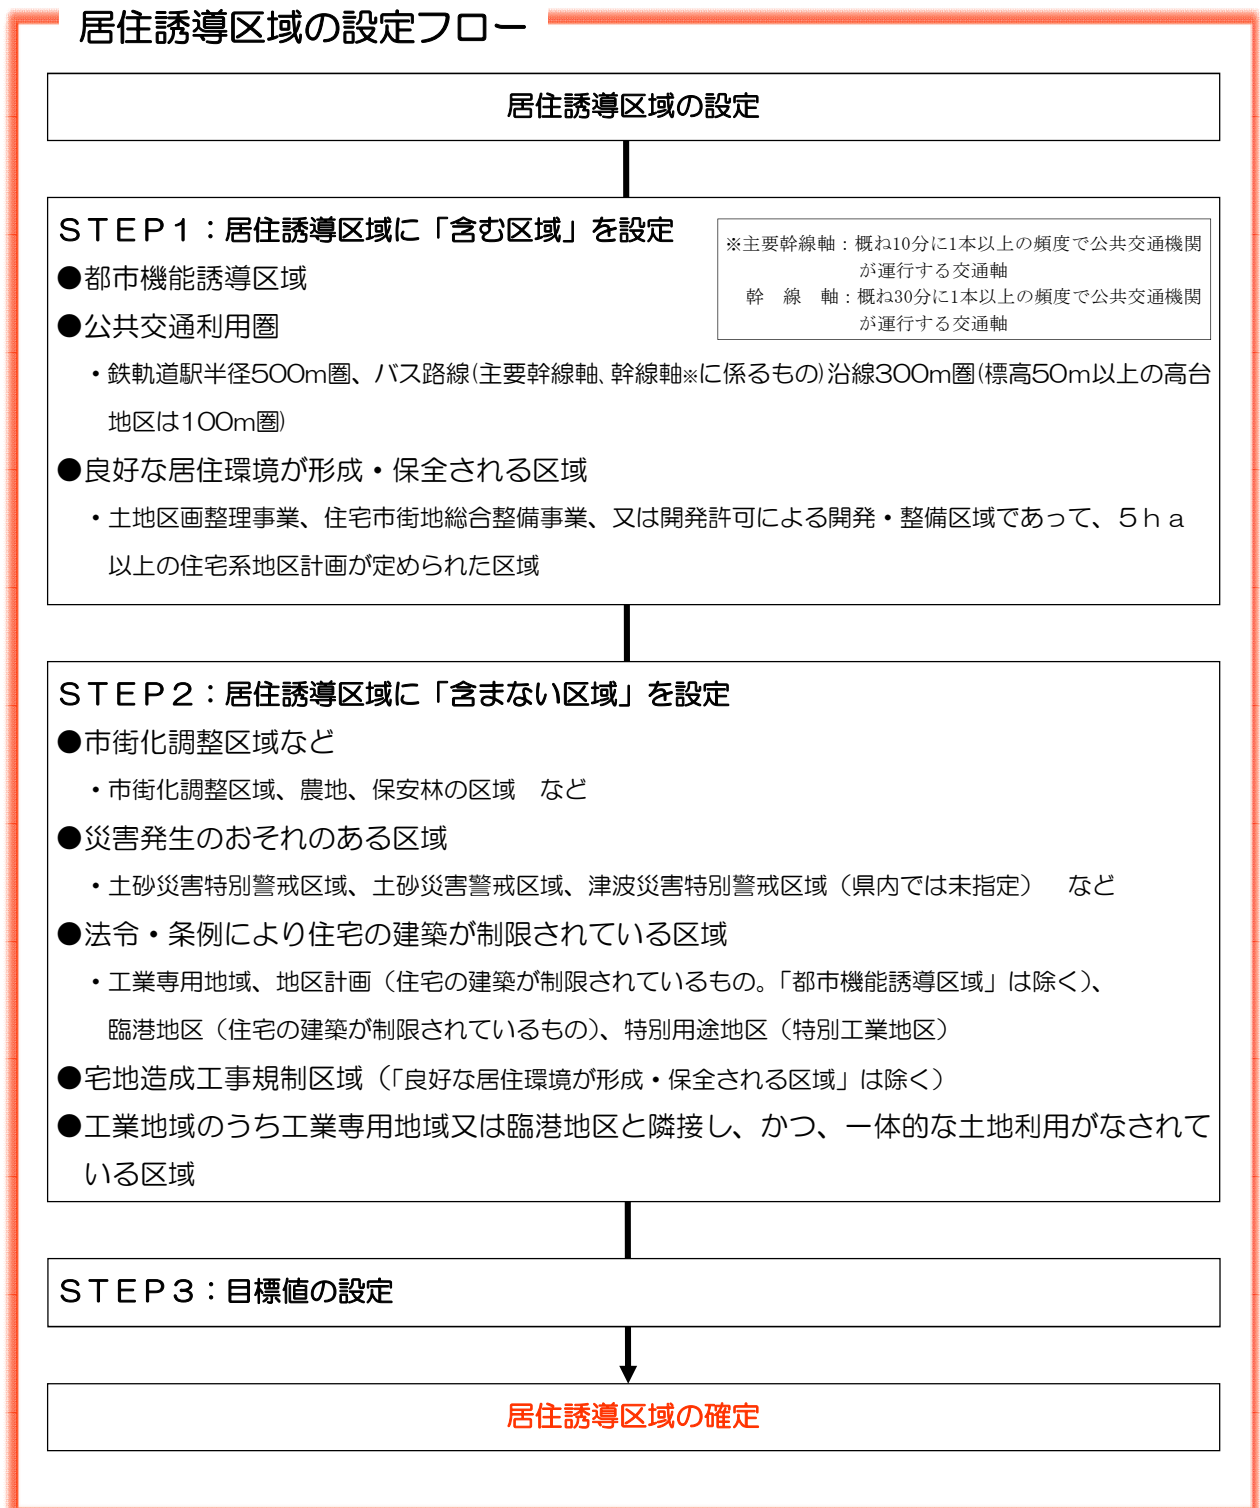 居住誘導区域の設定フロー
居住誘導区域の設定
ＳＴＥＰ１：居住誘導区域に「含む区域」を設定
※主要幹線軸：概ね10分に1本以上の頻度で公共交通機関
が運行する交通軸
幹　線　軸：概ね30分に1本以上の頻度で公共交通機関
が運行する交通軸
●都市機能誘導区域
●公共交通利用圏
・鉄軌道駅半径500m圏、バス路線(主要幹線軸、幹線軸※に係るもの)沿線300m圏(標高50m以上の高台
地区は100m圏)
●良好な居住環境が形成・保全される区域
・土地区画整理事業、住宅市街地総合整備事業、又は開発許可による開発・整備区域であって、５ｈａ
以上の住宅系地区計画が定められた区域
ＳＴＥＰ２：居住誘導区域に「含まない区域」を設定
●市街化調整区域など
・市街化調整区域、農地、保安林の区域　など
●災害発生のおそれのある区域
・土砂災害特別警戒区域、土砂災害警戒区域、津波災害特別警戒区域（県内では未指定）　など
●法令・条例により住宅の建築が制限されている区域
・工業専用地域、地区計画（住宅の建築が制限されているもの。「都市機能誘導区域」は除く）、
臨港地区（住宅の建築が制限されているもの）、特別用途地区（特別工業地区）
●宅地造成工事規制区域（「良好な居住環境が形成・保全される区域」は除く）
●工業地域のうち工業専用地域又は臨港地区と隣接し、かつ、一体的な土地利用がなされて
いる区域
ＳＴＥＰ３：目標値の設定
居住誘導区域の確定